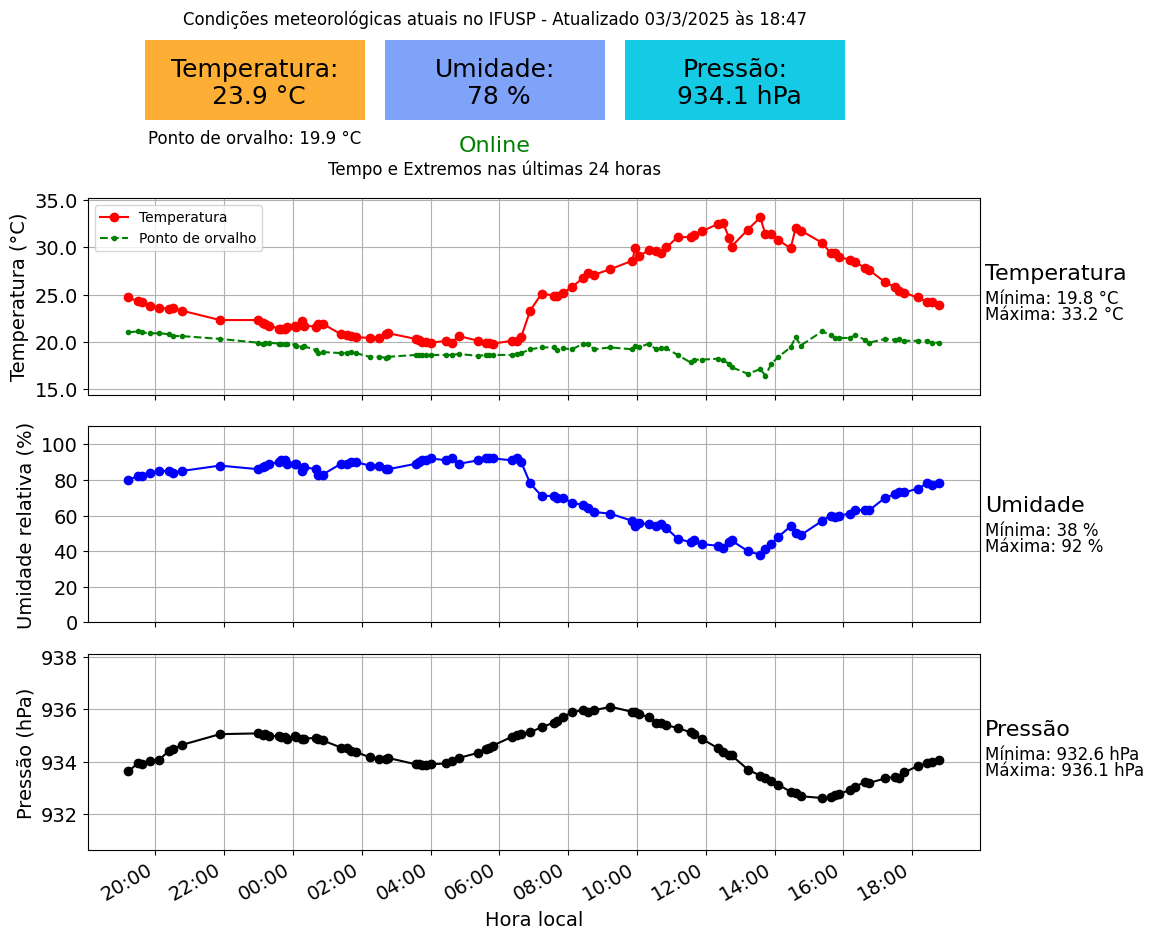 Condições meteorológicas atuais no IFUSP - Atualizado 03/3/2025 às 18:47
Temperatura:
23.9 °C
Umidade:
78 %
Pressão:
934.1 hPa
Ponto de orvalho: 19.9 °C
Online
Tempo e Extremos nas últimas 24 horas
Temperatura (°C)
35.0
30.0
25.0
20.0
15.0
Temperatura
Ponto de orvalho
Temperatura
Mínima: 19.8 °C
Máxima: 33.2 °C
Umidade relativa (%)
100
80
60
40
20
0
Umidade
Mínima: 38 %
Máxima: 92 %
Pressão (hPa)
938
936
934
932
Pressão
Mínima: 932.6 hPa
Máxima: 936.1 hPa
20:00
22:00
00:00
02:00
04:00
06:00
08:00
10:00
12:00
14:00
16:00
18:00
Hora local